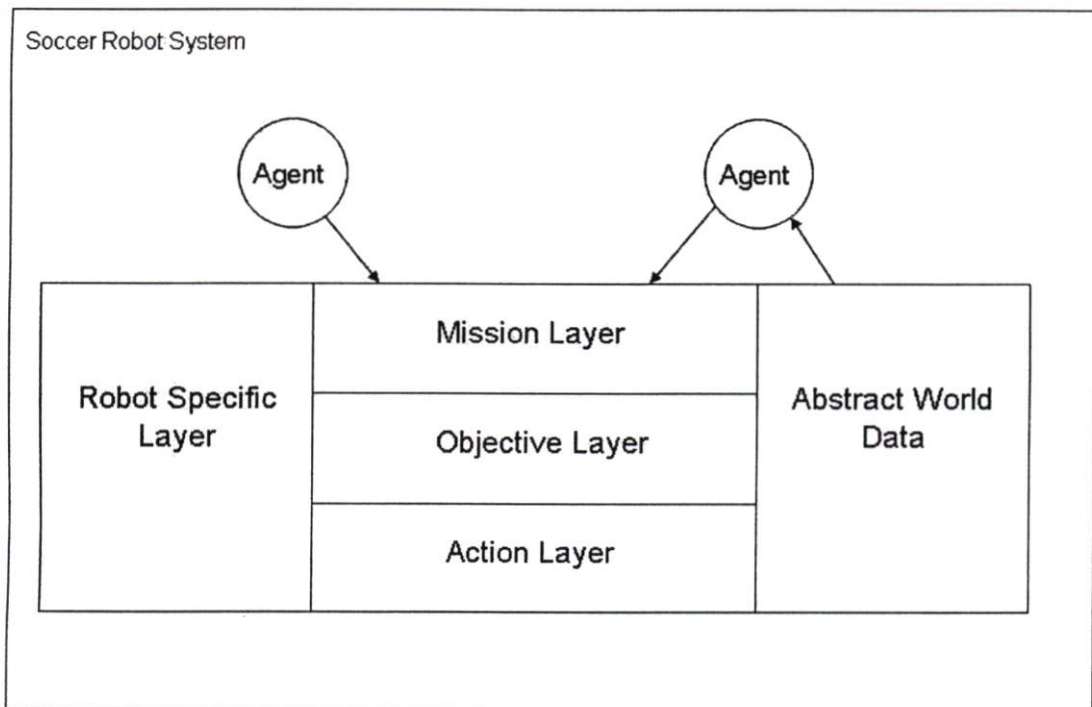 Soccer Robot System
Agent
Agent
Mission Layer
Robot Specific
Layer
Abstract World
Data
Objective Layer
Action Layer